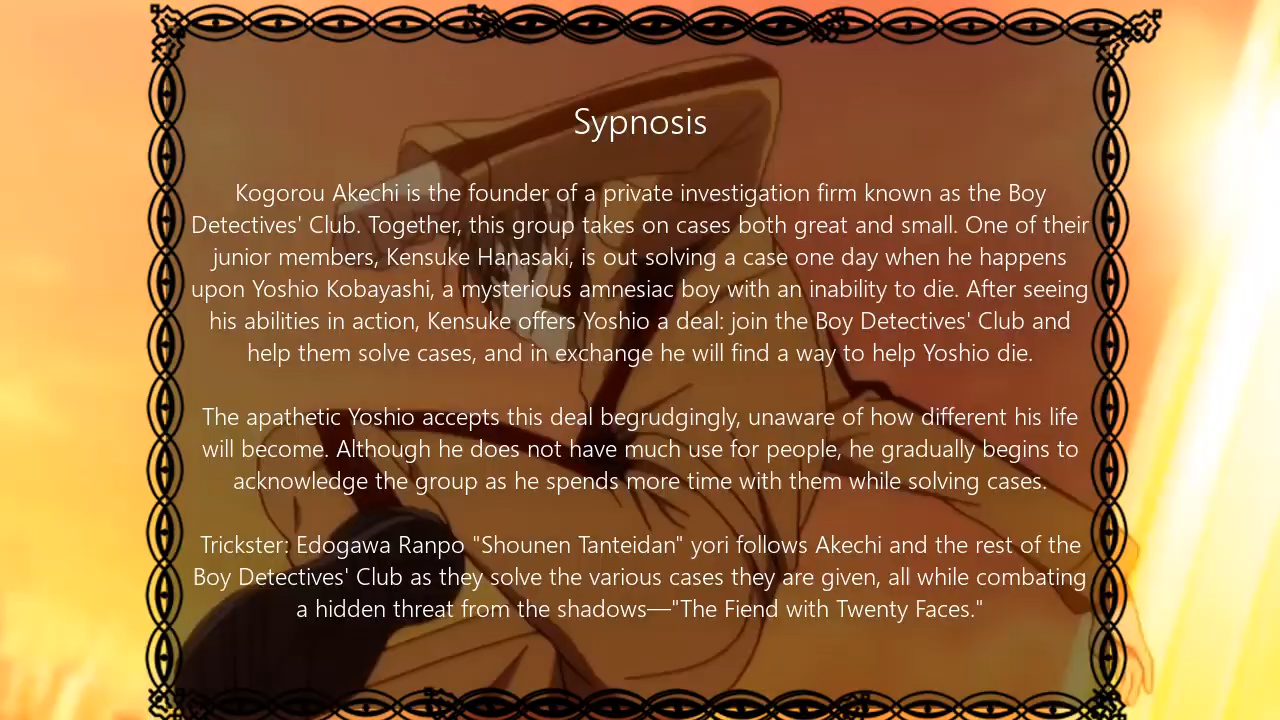 Sypnosis
Kogorou Akechi is the founder of a private investigation firm known as the Boy
Detectives' Club. Together, this group takes on cases both great and small. One of their
junior members, Kensuke Hanasaki, is out solving a case one day when he happens
upon Yoshio Kobayashi, a mysterious amnesiac boy with an inability to die. After seeing
his abilities in action, Kensuke offers Yoshio a deal: join the Boy Detectives' Club and
help them solve cases, and in exchange he will find a way to help Yoshio die.
The apathetic Yoshio accepts this deal begrudgingly, unaware of how different his life
will become. Although he does not have much use for people, he gradually begins to
acknowledge the group as he spends more time with them while solving cases.
Trickster: Edogawa Ranpo "Shounen Tanteidan" yori follows Akechi and the rest of the
Boy Detectives' Club as they solve the various cases they are given, all while combating
a hidden threat from the shadows—"The Fiend with Twenty Faces."